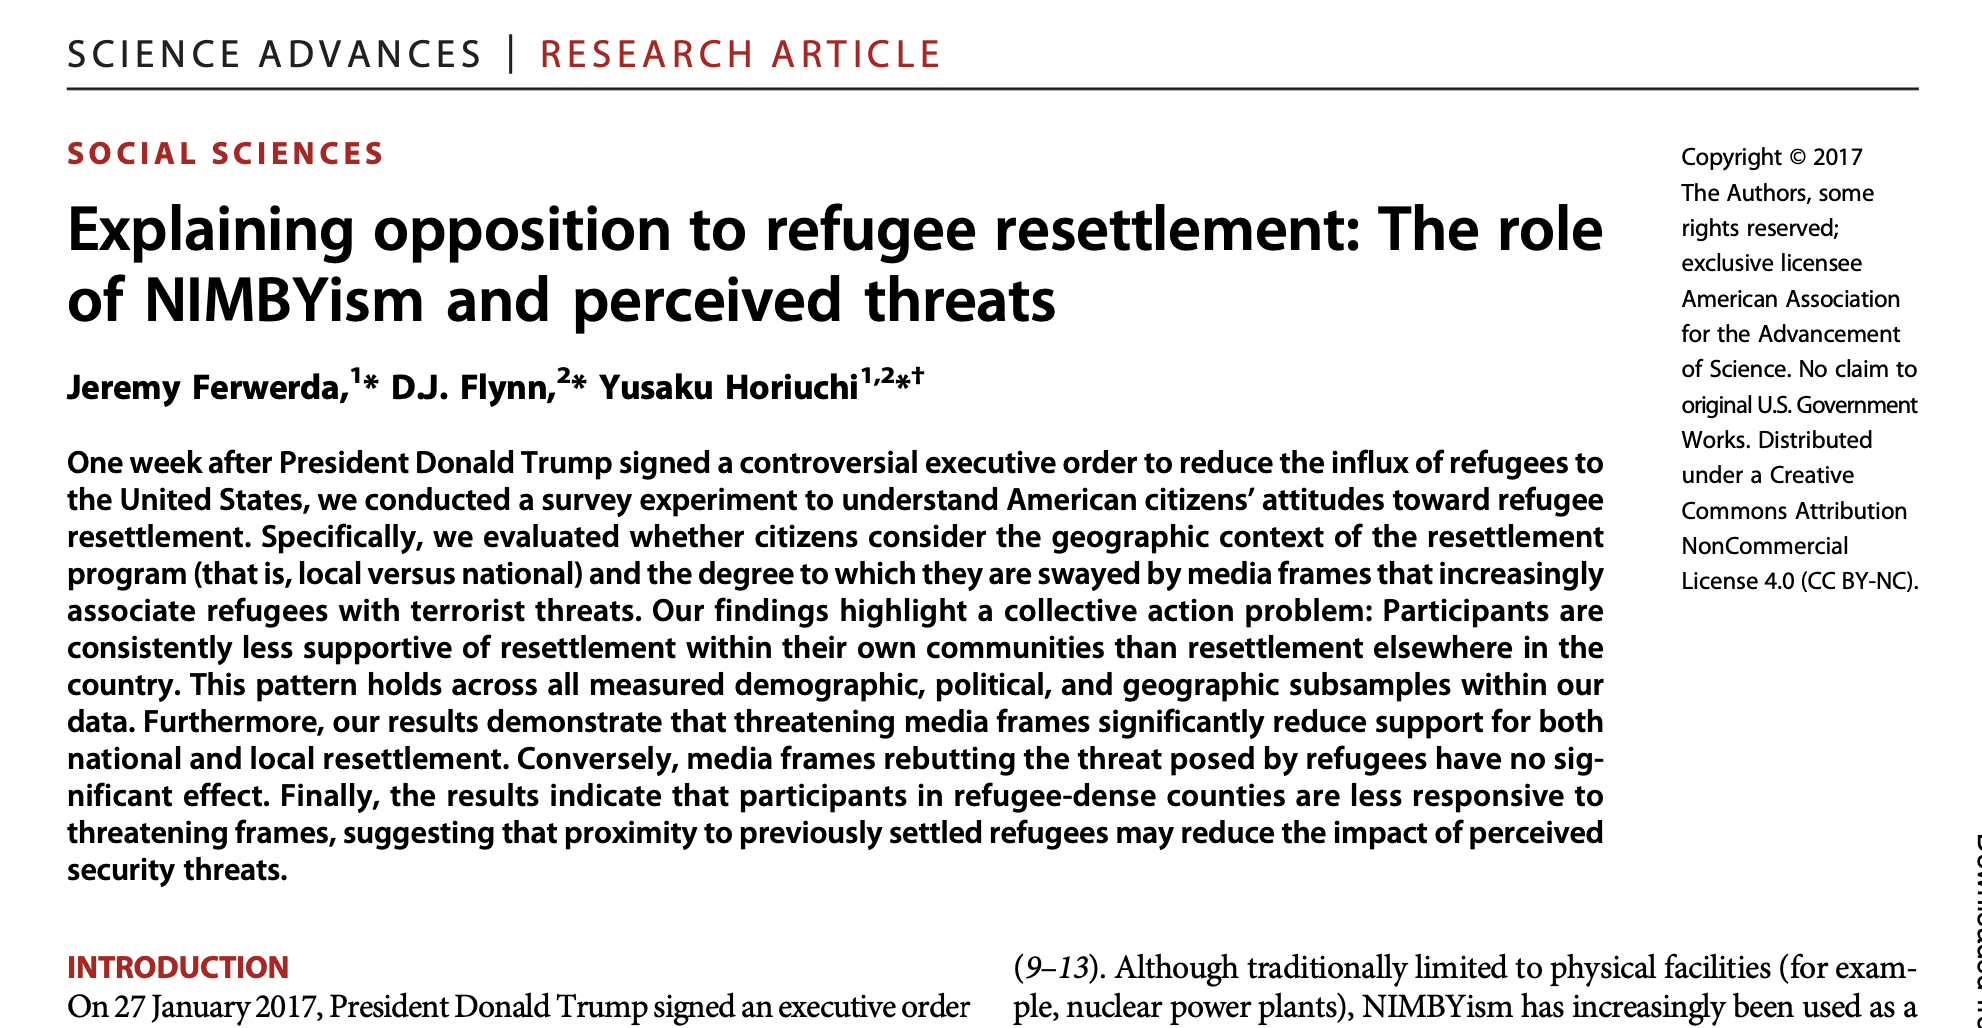 SCIENCE ADVANCES | RESEARCH ARTICLE
SOCIAL SCIENCES
Explaining opposition to refugee resettlement: The role
of NIMBYism and perceived threats
Jeremy Ferwerda,1* D.J. Flynn,2* Yusaku Horiuchi1,2*†
One week after President Donald Trump signed a controversial executive order to reduce the influx of refugees to
the United States, we conducted a survey experiment to understand American citizens’ attitudes toward refugee
resettlement. Specifically, we evaluated whether citizens consider the geographic context of the resettlement
program (that is, local versus national) and the degree to which they are swayed by media frames that increasingly
associate refugees with terrorist threats. Our findings highlight a collective action problem: Participants are
consistently less supportive of resettlement within their own communities than resettlement elsewhere in the
country. This pattern holds across all measured demographic, political, and geographic subsamples within our
data. Furthermore, our results demonstrate that threatening media frames significantly reduce support for both
national and local resettlement. Conversely, media frames rebutting the threat posed by refugees have no sig-
nificant effect. Finally, the results indicate that participants in refugee-dense counties are less responsive to
threatening frames, suggesting that proximity to previously settled refugees may reduce the impact of perceived
security threats.
Copyright © 2017
The Authors, some
rights reserved;
exclusive licensee
American Association
for the Advancement
of Science. No claim to
original U.S. Government
Works. Distributed
under a Creative
Commons Attribution
NonCommercial
License 4.0 (CC BY-NC).
INTRODUCTION
On 27 January 2017, President Donald Trump signed an executive order
(9–13). Although traditionally limited to physical facilities (for exam-
ple, nuclear power plants), NIMBYism has increasingly been used as a